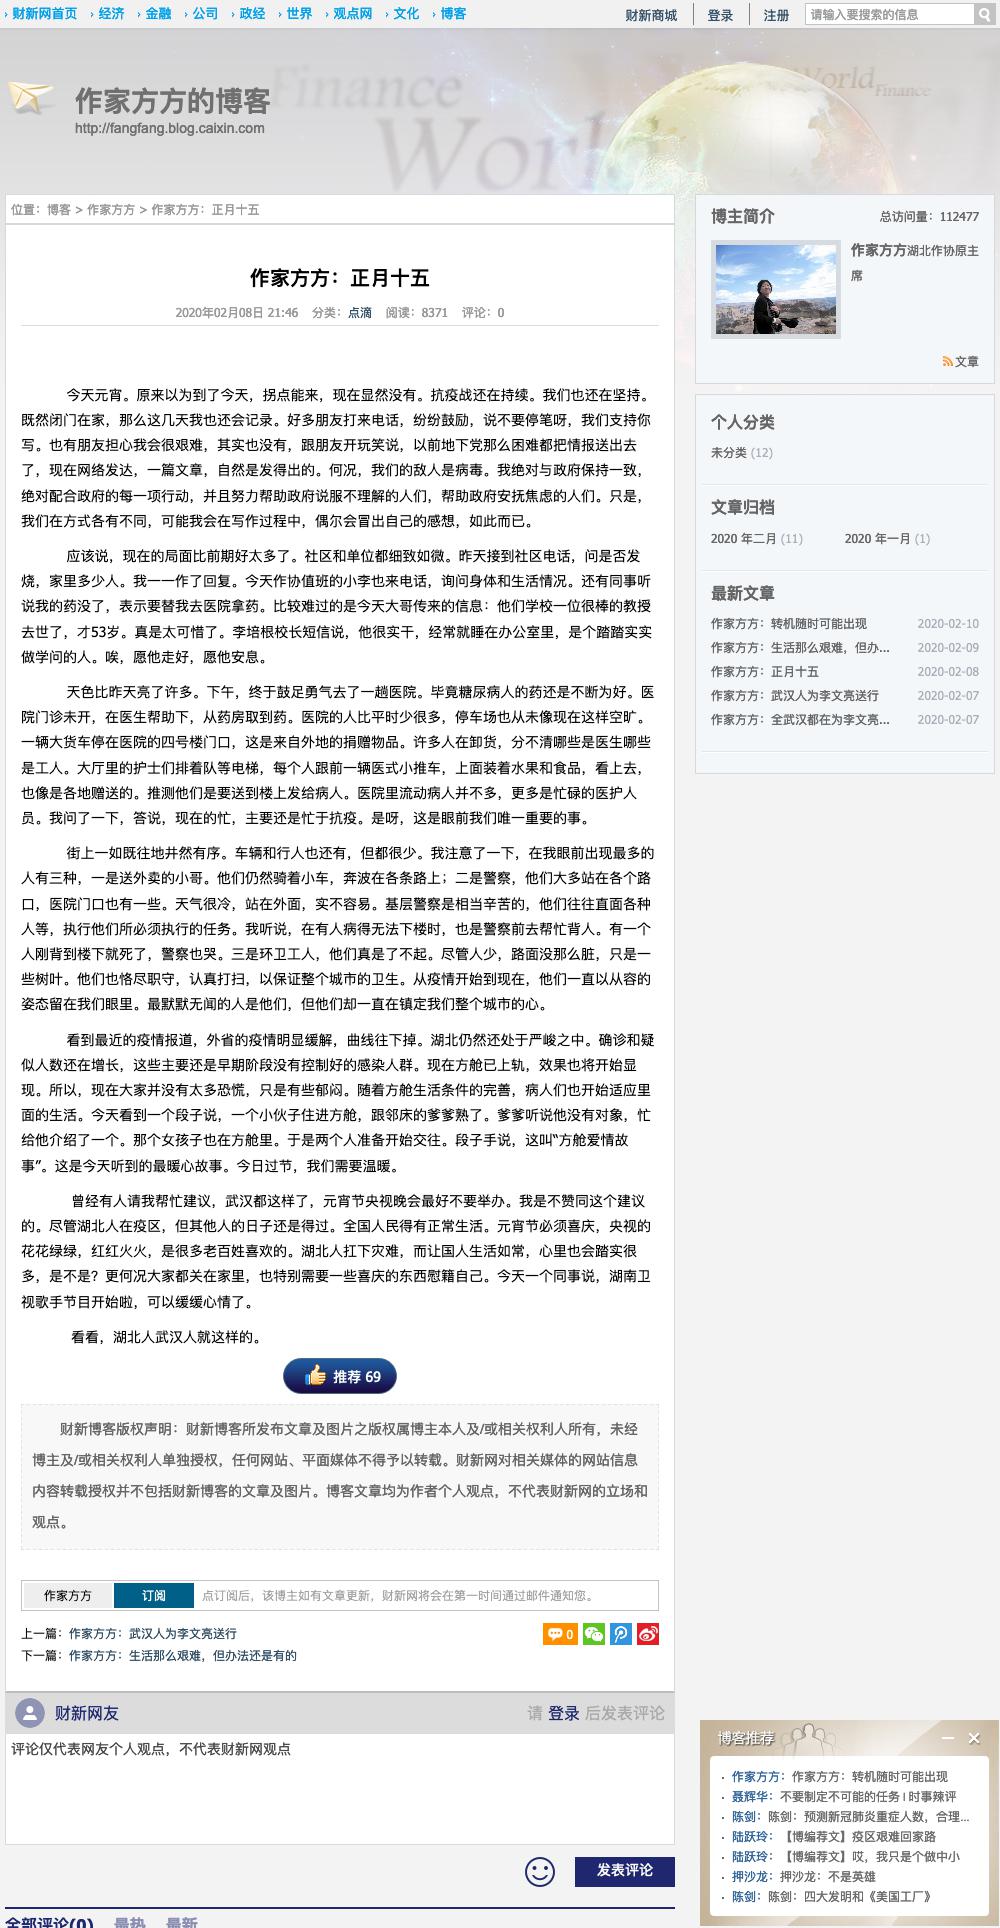 财新网首页 经济 金融 公司 政经 世界 观点网 文化 博客 财新商城 登录 注册 请输入要搜索的信息
Finance World World Finance
作家方方的博客
http://fangfang.blog.caixin.com
位置：博客 > 作家方方 > 作家方方：正月十五
作家方方：正月十五
2020年02月08日 21:46 分类：点滴 阅读：8371 评论：0
今天元宵。原来以为到了今天，拐点能来，现在显然没有。抗疫战还在持续。我们也还在坚持。
既然闭门在家，那么这几天我也还会记录。好多朋友打来电话，纷纷鼓励，说不要停笔呀，我们支持你
写。也有朋友担心我会很艰难，其实也没有，跟朋友开玩笑说，以前地下党那么困难都把情报送出去
了，现在网络发达，一篇文章，自然是发得出的。何况，我们的敌人是病毒。我绝对与政府保持一致，
绝对配合政府的每一项行动，并且努力帮助政府说服不理解的人们，帮助政府安抚焦虑的人们。只是，
我们在方式各有不同，可能我会在写作过程中，偶尔会冒出自己的感想，如此而已。
应该说，现在的局面比前期好太多了。社区和单位都细致如微。昨天接到社区电话，问是否发
烧，家里多少人。我一一作了回复。今天作协值班的小李也来电话，询问身体和生活情况。还有同事听
说我的药没了，表示要替我去医院拿药。比较难过的是今天大哥传来的信息：他们学校一位很棒的教授
去世了，才53岁。真是太可惜了。李培根校长短信说，他很实干，经常就睡在办公室里，是个踏踏实实
做学问的人。唉，愿他走好，愿他安息。
天色比昨天亮了许多。下午，终于鼓足勇气去了一趟医院。毕竟糖尿病人的药还是不断为好。医
院门诊未开，在医生帮助下，从药房取到药。医院的人比平时少很多，停车场也从未像现在这样空旷。
一辆大货车停在医院的四号楼门口，这是来自外地的捐赠物品。许多人在卸货，分不清哪些是医生哪些
是工人。大厅里的护士们排着队等电梯，每个人跟前一辆医式小推车，上面装着水果和食品，看上去，
也像是各地赠送的。推测他们是要送到楼上发给病人。医院里流动病人并不多，更多是忙碌的医护人
员。我问了一下，答说，现在的忙，主要还是忙于抗疫。是呀，这是眼前我们唯一重要的事。
街上一如既往地井然有序。车辆和行人也还有，但都很少。我注意了一下，在我眼前出现最多的
人有三种，一是送外卖的小哥。他们仍然骑着小车，奔波在各条路上；二是警察，他们大多站在各个路
口，医院门口也有一些。天气很冷，站在外面，实不容易。基层警察是相当辛苦的，他们往往直面各种
人等，执行他们所必须执行的任务。我听说，在有人病得无法下楼时，也是警察前去帮忙背人。有一个
人刚背到楼下就死了，警察也哭。三是环卫工人，他们真是了不起。尽管人少，路面没那么脏，只是一
些树叶。他们也恪尽职守，认真打扫，以保证整个城市的卫生。从疫情开始到现在，他们一直以从容的
姿态留在我们眼里。最默默无闻的人是他们，但他们却一直在镇定我们整个城市的心。
看到最近的疫情报道，外省的疫情明显缓解，曲线往下掉。湖北仍然还处于严峻之中。确诊和疑
似人数还在增长，这些主要还是早期阶段没有控制好的感染人群。现在方舱已上轨，效果也将开始显
现。所以，现在大家并没有太多恐慌，只是有些郁闷。随着方舱生活条件的完善，病人们也开始适应里
面的生活。今天看到一个段子说，一个小伙子住进方舱，跟邻床的爹爹熟了。爹爹听说他没有对象，忙
给他介绍了一个。那个女孩子也在方舱里。于是两个人准备开始交往。段子手说，这叫“方舱爱情故
事”。这是今天听到的最暖心故事。今日过节，我们需要温暖。
曾经有人请我帮忙建议，武汉都这样了，元宵节央视晚会最好不要举办。我是不赞同这个建议
的。尽管湖北人在疫区，但其他人的日子还是得过。全国人民得有正常生活。元宵节必须喜庆，央视的
花花绿绿，红红火火，是很多老百姓喜欢的。湖北人扛下灾难，而让国人生活如常，心里也会踏实很
多，是不是？更何况大家都关在家里，也特别需要一些喜庆的东西慰籍自己。今天一个同事说，湖南卫
视歌手节目开始啦，可以缓缓心情了。
看看，湖北人武汉人就这样的。
推荐 69
财新博客版权声明：财新博客所发布文章及图片之版权属博主本人及/或相关权利人所有，未经
博主及/或相关权利人单独授权，任何网站、平面媒体不得予以转载。财新网对相关媒体的网站信息
内容转载授权并不包括财新博客的文章及图片。博客文章均为作者个人观点，不代表财新网的立场和
观点。
作家方方 订阅 点订阅后，该博主如有文章更新，财新网将会在第一时间通过邮件通知您。
上一篇：作家方方：武汉人为李文亮送行 0
下一篇：作家方方：生活那么艰难，但办法还是有的
财新网友 请 登录 后发表评论
评论仅代表网友个人观点，不代表财新网观点
发表评论
全部评论(0) 最热 最新
博主简介 总访问量：112477
作家方方湖北作协原主
席
文章
个人分类
未分类 (12)
文章归档
2020 年二月 (11) 2020 年一月 (1)
最新文章
作家方方：转机随时可能出现 2020-02-10
作家方方：生活那么艰难，但办... 2020-02-09
作家方方：正月十五 2020-02-08
作家方方：武汉人为李文亮送行 2020-02-07
作家方方：全武汉都在为李文亮... 2020-02-07
博客推荐
作家方方：作家方方：转机随时可能出现
聂辉华：不要制定不可能的任务 | 时事辣评
陈剑：陈剑：预测新冠肺炎重症人数，合理...
陆跃玲：【博编荐文】疫区艰难回家路
陆跃玲：【博编荐文】哎，我只是个做中小
押沙龙：押沙龙：不是英雄
陈剑：陈剑：四大发明和《美国工厂》